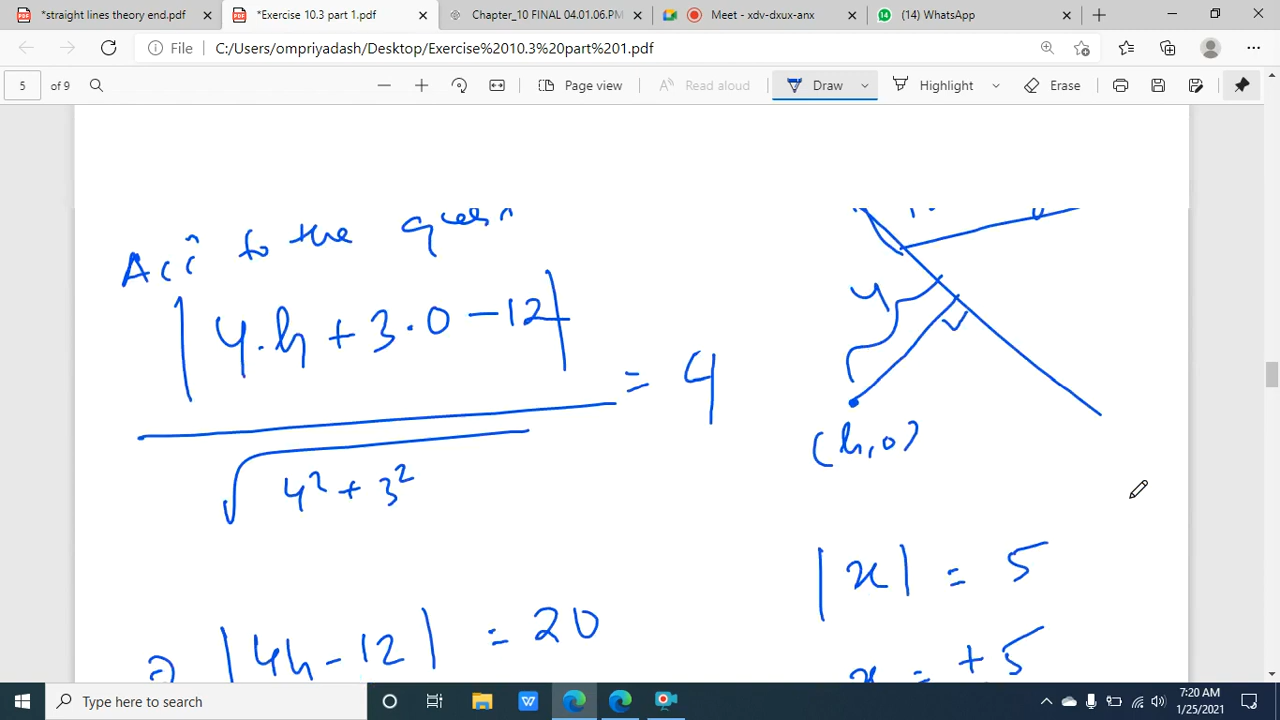 *straight lines theory end.pdf
*Exercise 10.3 part 1.pdf
Chapter_10 FINAL 04.01.06.PM
Meet - xdv-dxux-anx
(14) WhatsApp
File
C:/Users/ompriyadash/Desktop/Exercise%2010.3%20part%201.pdf
5 of 9
Page view
Read aloud
Draw
Highlight
Erase
Acc to the quesn
|4.h + 3·0 − 12|
= 4
√4² + 3²
4
(h,0)
|x| = 5
⇒ |4h − 12| = 20
x = ±5
Type here to search
7:20 AM
1/25/2021